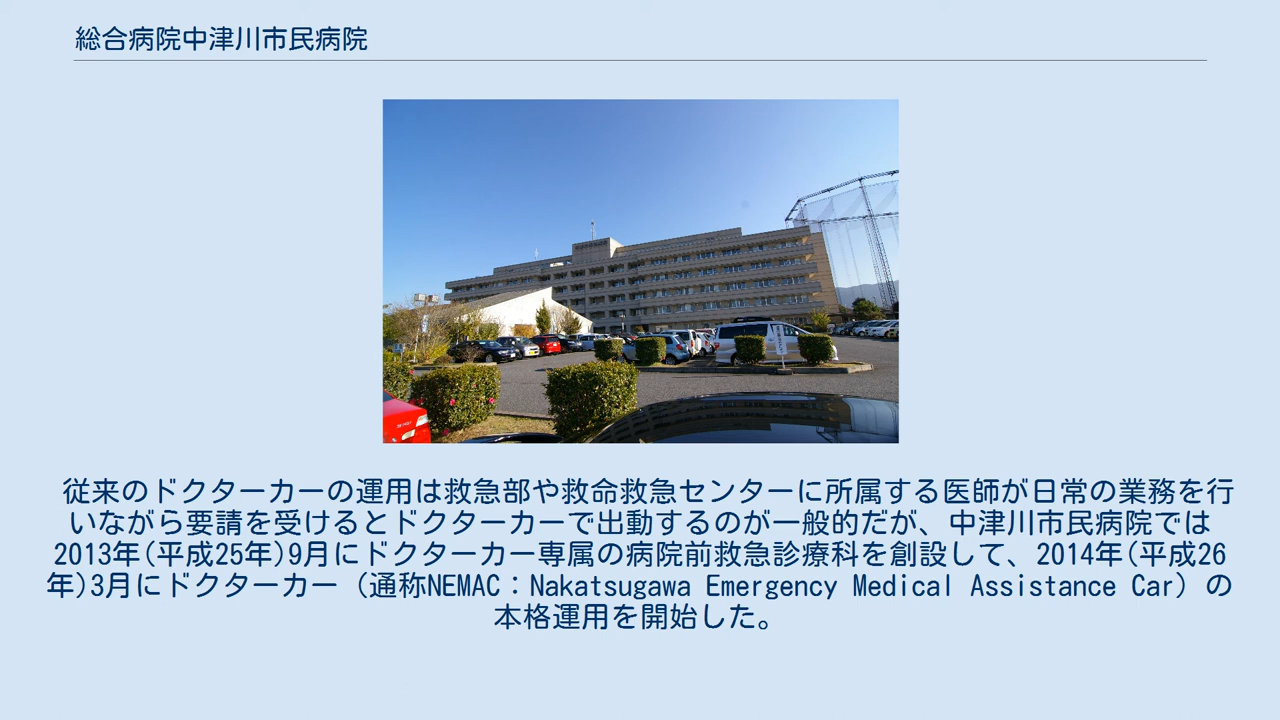 総合病院中津川市民病院
従来のドクターカーの運用は救急部や救命救急センターに所属する医師が日常の業務を行
いながら要請を受けるとドクターカーで出動するのが一般的だが、中津川市民病院では
2013年(平成25年)9月にドクターカー専属の病院前救急診療科を創設して、2014年(平成26
年)3月にドクターカー（通称NEMAC：Nakatsugawa Emergency Medical Assistance Car）の
本格運用を開始した。